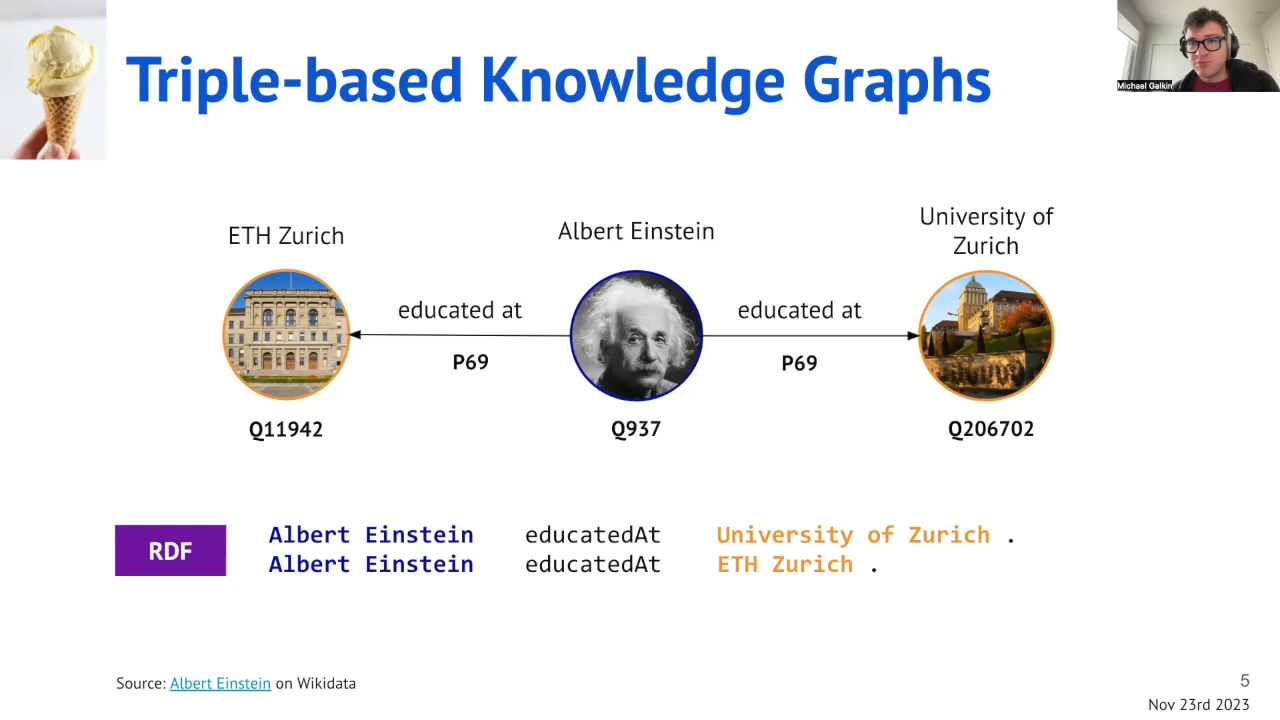 Triple-based Knowledge Graphs
Michael Galkin
ETH Zurich
Albert Einstein
University of
Zurich
educated at
educated at
P69
P69
Q11942
Q937
Q206702
RDF
Albert Einstein educatedAt University of Zurich .
Albert Einstein educatedAt ETH Zurich .
Source: Albert Einstein on Wikidata
5
Nov 23rd 2023